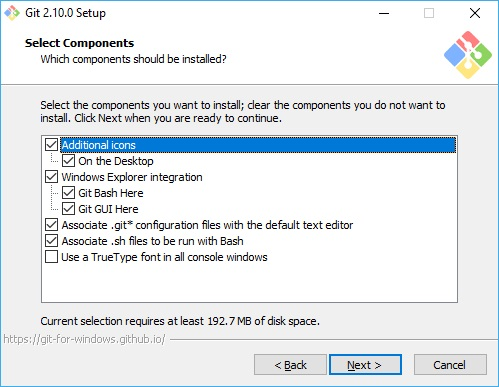 Git 2.10.0 Setup
Select Components
Which components should be installed?
Select the components you want to install; clear the components you do not want to
install. Click Next when you are ready to continue.
Additional icons
On the Desktop
Windows Explorer integration
Git Bash Here
Git GUI Here
Associate .git* configuration files with the default text editor
Associate .sh files to be run with Bash
Use a TrueType font in all console windows
Current selection requires at least 192.7 MB of disk space.
https://git-for-windows.github.io/
< Back
Next >
Cancel